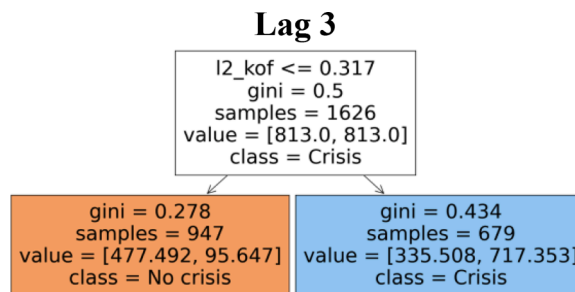 Lag 3
l2_kof <= 0.317
gini = 0.5
samples = 1626
value = [813.0, 813.0]
class = Crisis
gini = 0.278
samples = 947
value = [477.492, 95.647]
class = No crisis
gini = 0.434
samples = 679
value = [335.508, 717.353]
class = Crisis